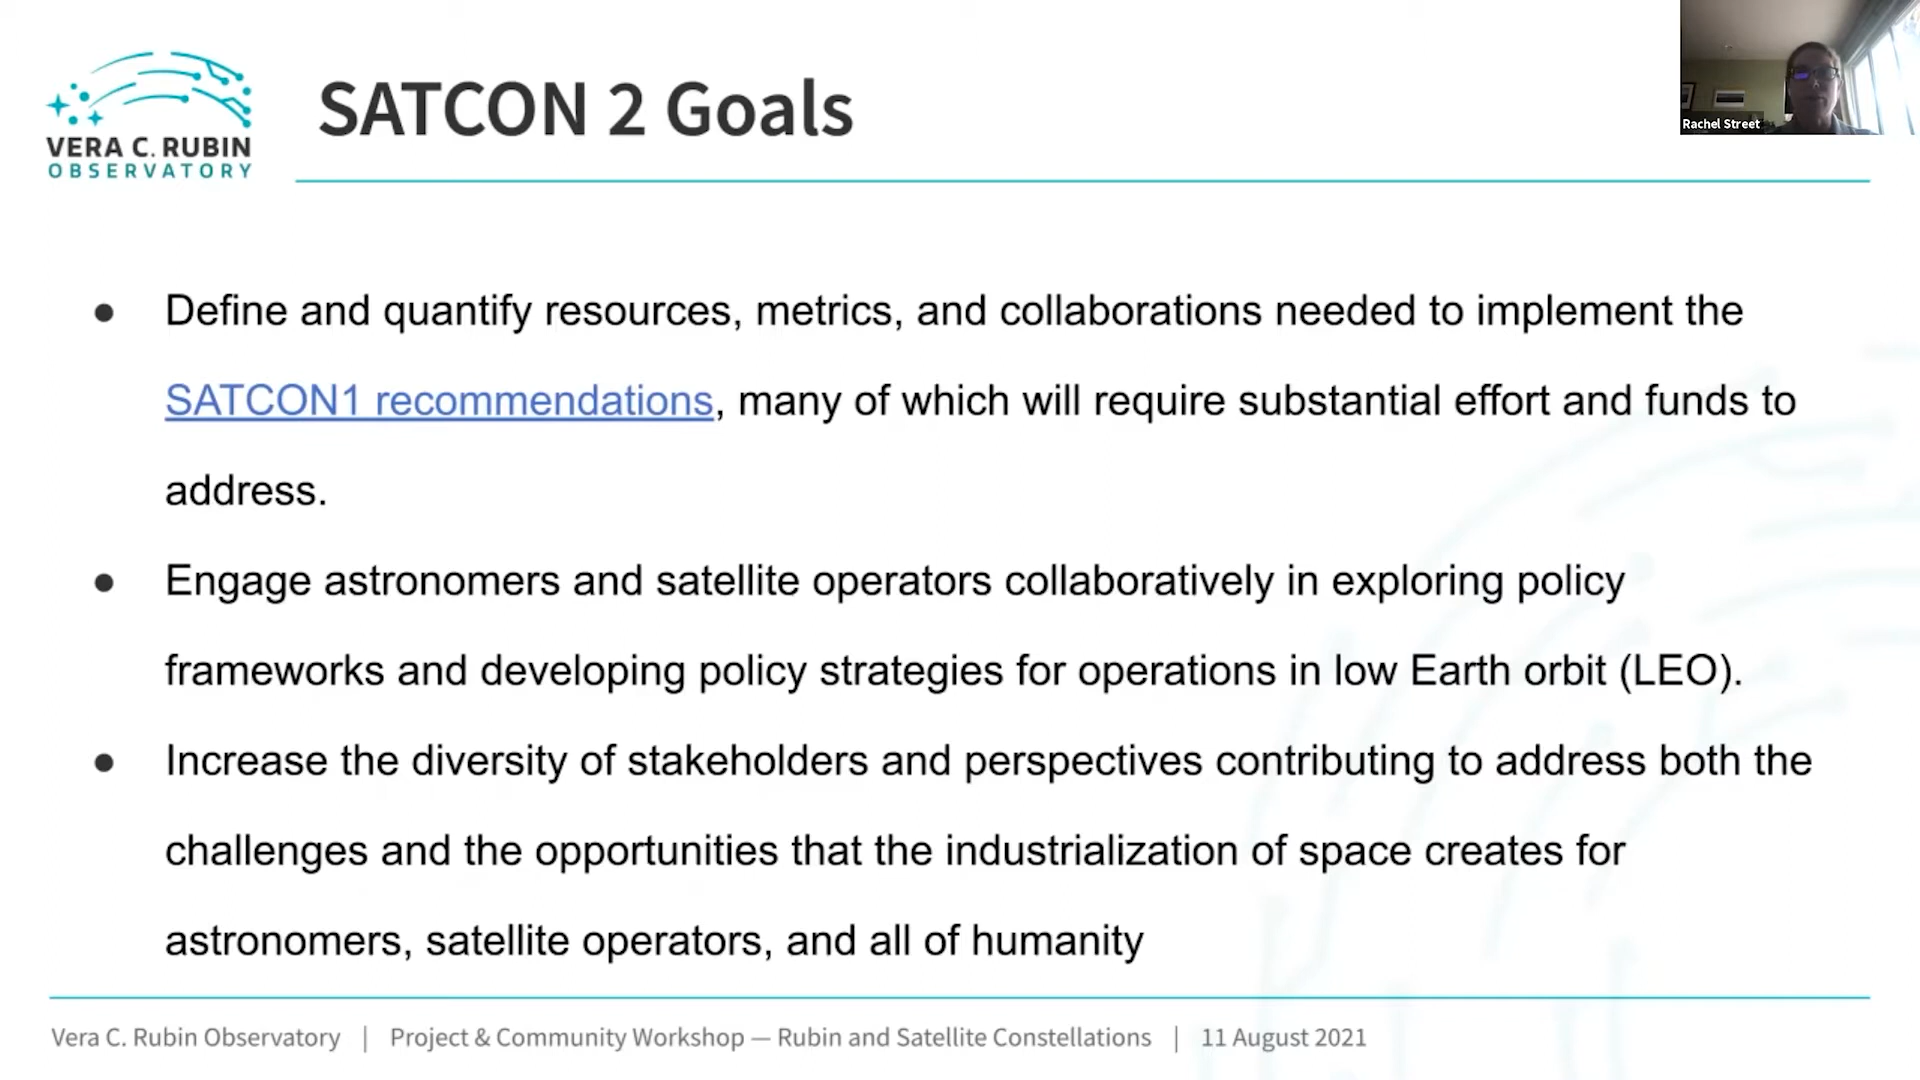 VERA C. RUBIN
OBSERVATORY
SATCON 2 Goals
Rachel Street
● Define and quantify resources, metrics, and collaborations needed to implement the
SATCON1 recommendations, many of which will require substantial effort and funds to
address.
● Engage astronomers and satellite operators collaboratively in exploring policy
frameworks and developing policy strategies for operations in low Earth orbit (LEO).
● Increase the diversity of stakeholders and perspectives contributing to address both the
challenges and the opportunities that the industrialization of space creates for
astronomers, satellite operators, and all of humanity
Vera C. Rubin Observatory | Project & Community Workshop — Rubin and Satellite Constellations | 11 August 2021